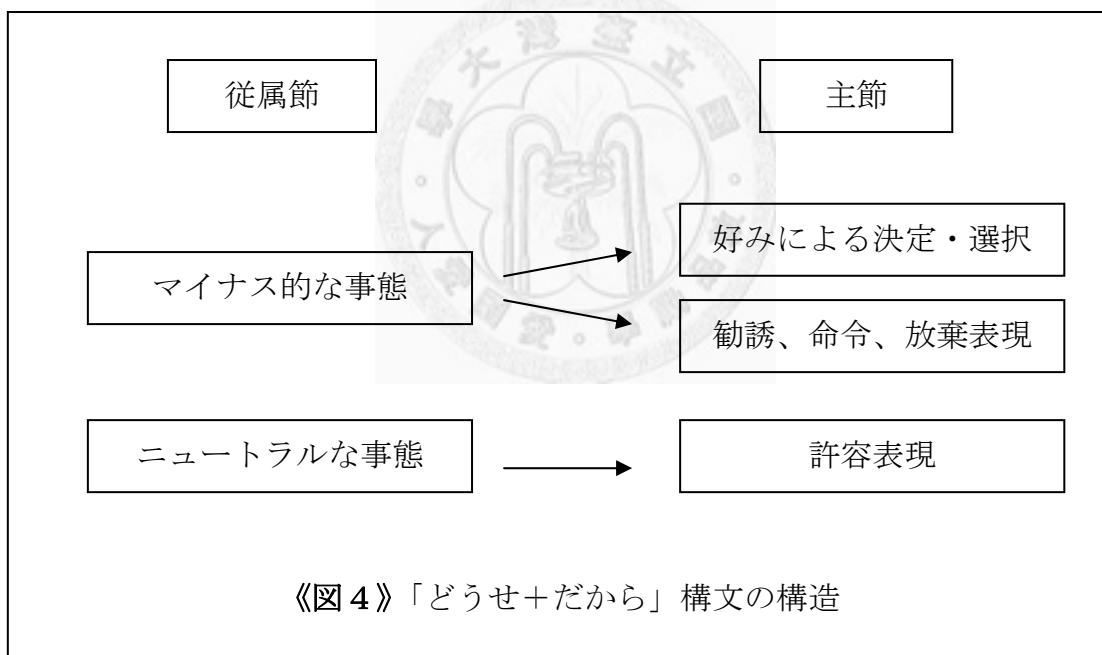 従属節
主節
マイナス的な事態
好みによる決定・選択
勧誘、命令、放棄表現
ニュートラルな事態
許容表現
《図４》「どうせ＋だから」構文の構造